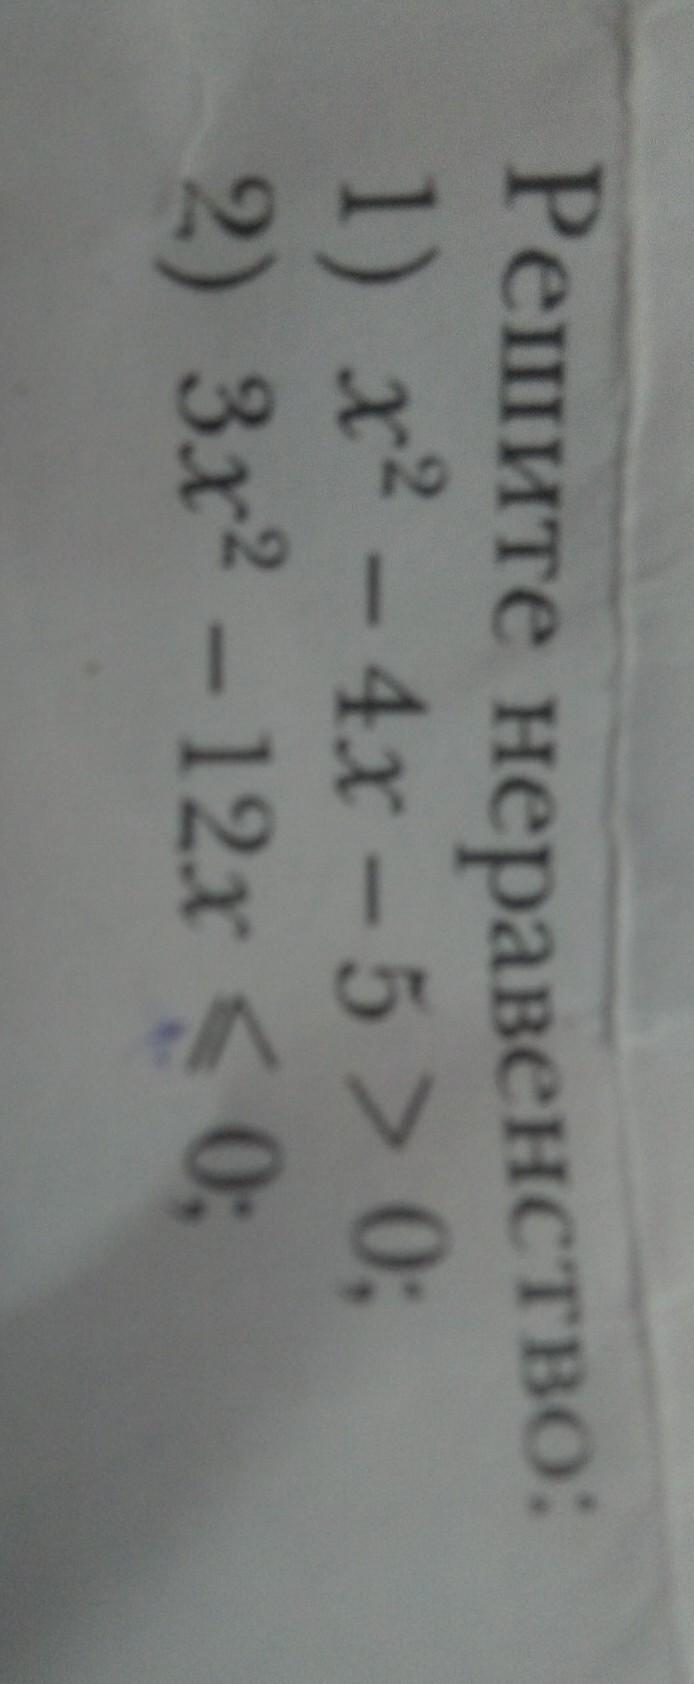 Решите неравенство:
1) x² − 4x − 5 > 0;
2) 3x² − 12x ⩽ 0;